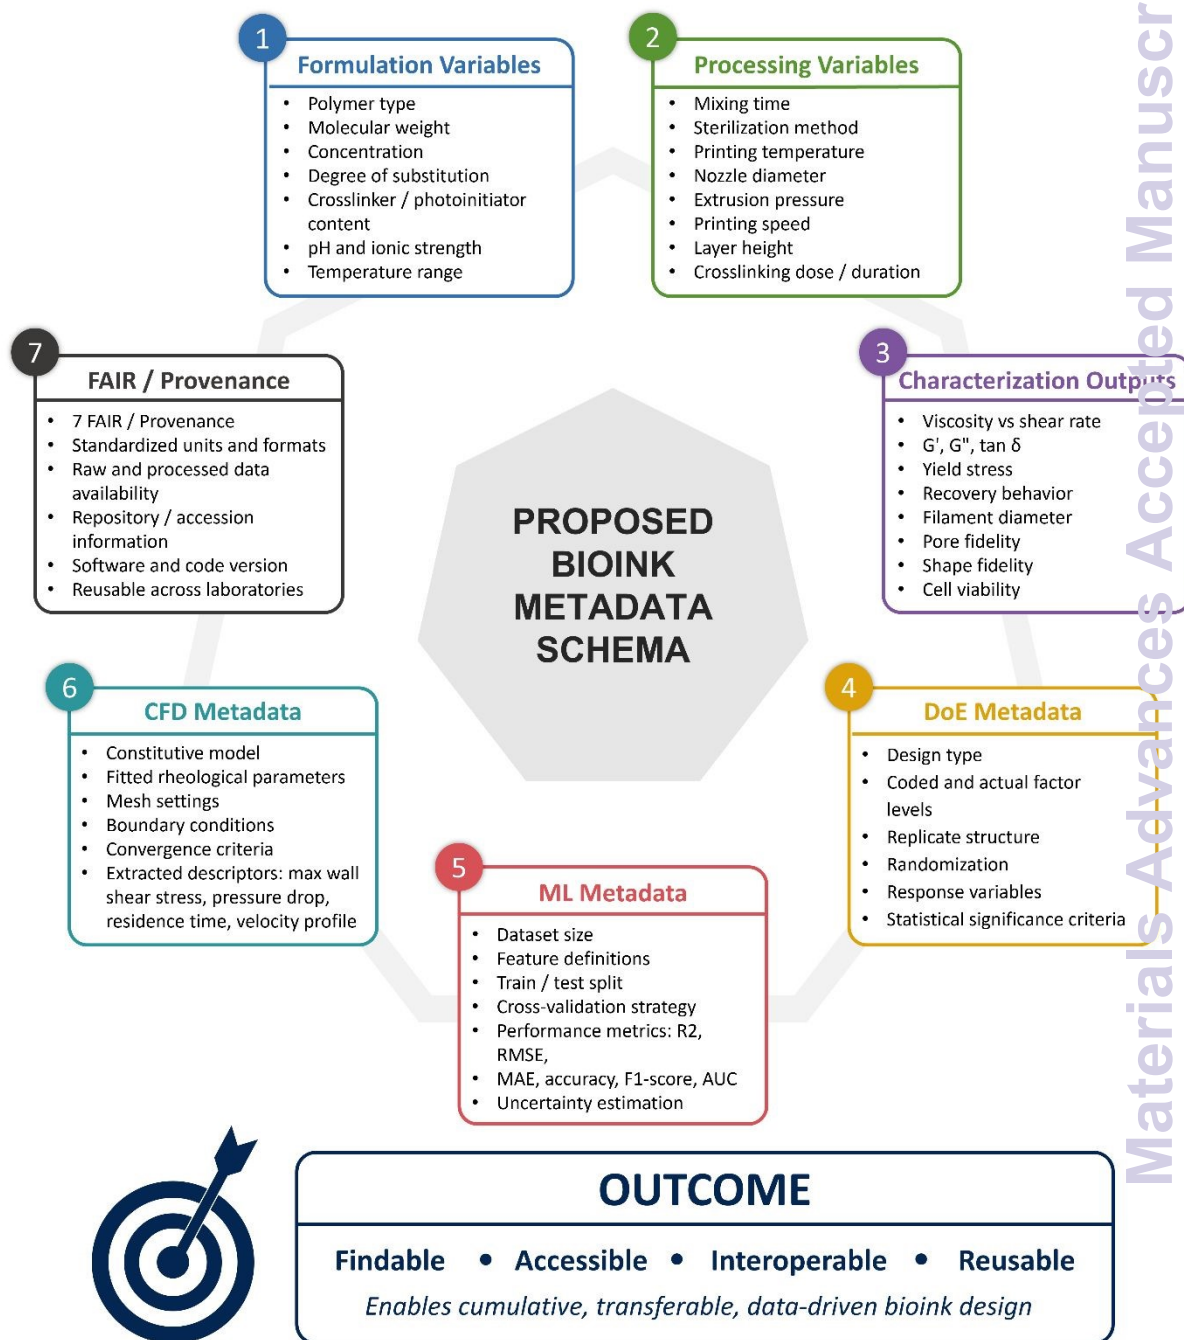 1
Formulation Variables
• Polymer type
• Molecular weight
• Concentration
• Degree of substitution
• Crosslinker / photoinitiator
content
• pH and ionic strength
• Temperature range
2
Processing Variables
• Mixing time
• Sterilization method
• Printing temperature
• Nozzle diameter
• Extrusion pressure
• Printing speed
• Layer height
• Crosslinking dose / duration
3
Characterization Outputs
• Viscosity vs shear rate
• G', G", tan δ
• Yield stress
• Recovery behavior
• Filament diameter
• Pore fidelity
• Shape fidelity
• Cell viability
4
DoE Metadata
• Design type
• Coded and actual factor
levels
• Replicate structure
• Randomization
• Response variables
• Statistical significance criteria
5
ML Metadata
• Dataset size
• Feature definitions
• Train / test split
• Cross-validation strategy
• Performance metrics: R2,
RMSE,
• MAE, accuracy, F1-score, AUC
• Uncertainty estimation
6
CFD Metadata
• Constitutive model
• Fitted rheological parameters
• Mesh settings
• Boundary conditions
• Convergence criteria
• Extracted descriptors: max wall
shear stress, pressure drop,
residence time, velocity profile
7
FAIR / Provenance
• 7 FAIR / Provenance
• Standardized units and formats
• Raw and processed data
availability
• Repository / accession
information
• Software and code version
• Reusable across laboratories
PROPOSED
BIOINK
METADATA
SCHEMA
OUTCOME
Findable • Accessible • Interoperable • Reusable
Enables cumulative, transferable, data-driven bioink design
Materials Advances Accepted Manuscr